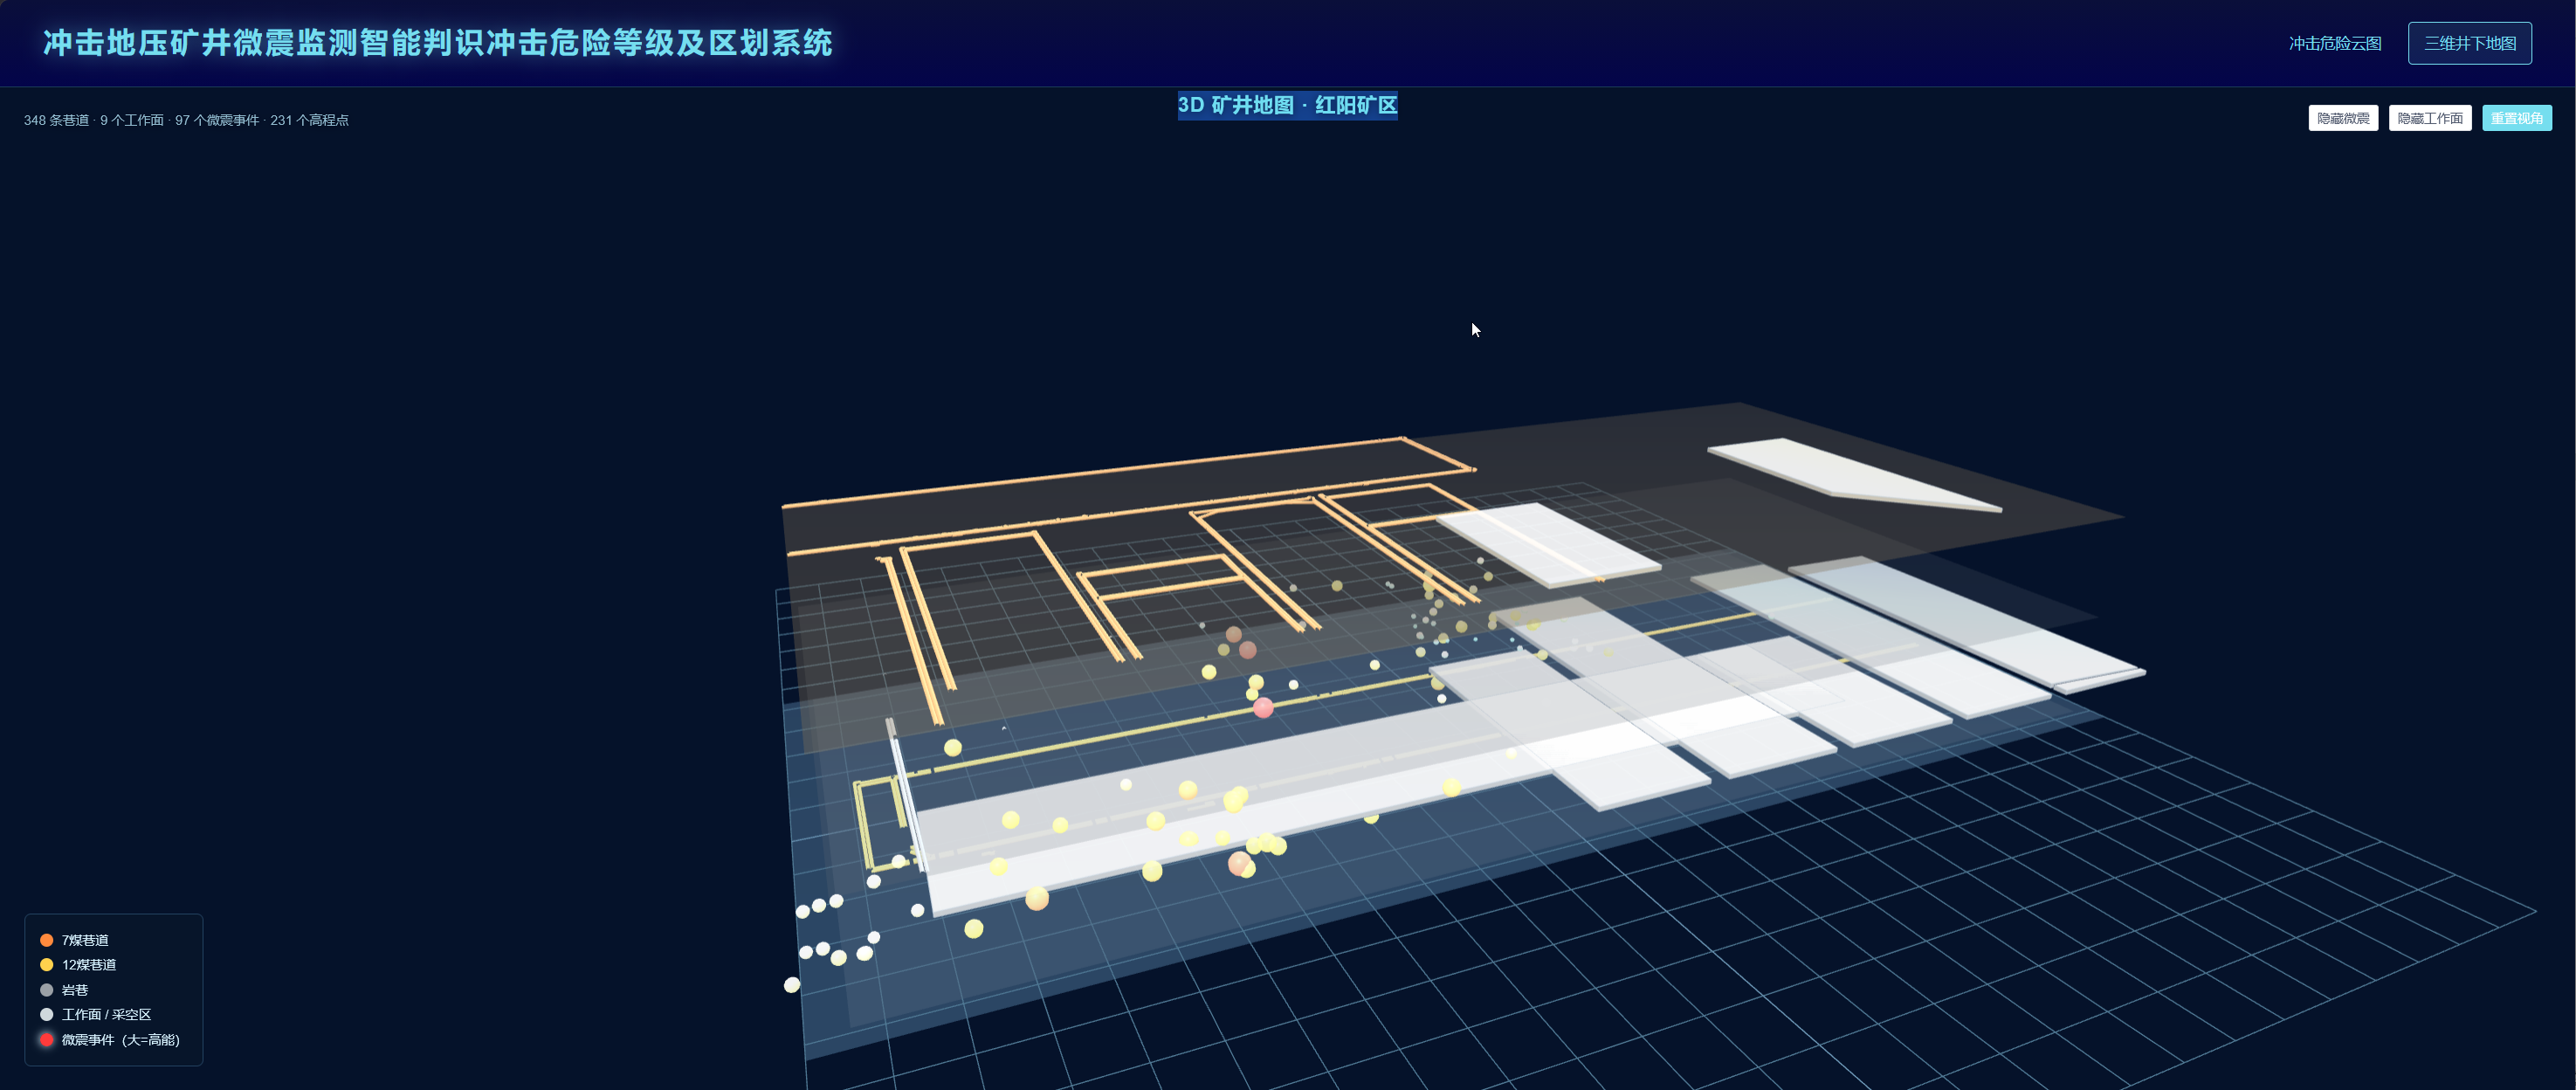 冲击地压矿井微震监测智能判识冲击危险等级及区划系统
冲击危险云图
三维井下地图
3D 矿井地图 · 红阳矿区
348 条巷道 · 9 个工作面 · 97 个微震事件 · 231 个高程点
隐藏微震
隐藏工作面
重置视角
7煤巷道
12煤巷道
岩巷
工作面 / 采空区
微震事件（大=高能）